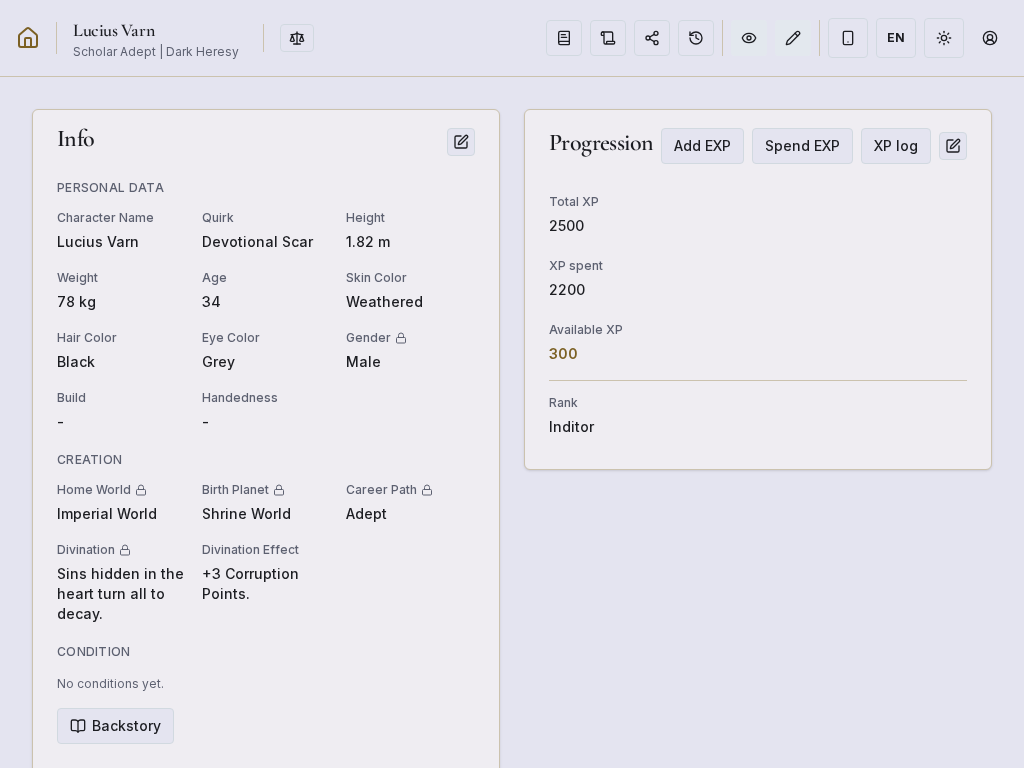 Lucius Varn
Scholar Adept | Dark Heresy
EN
Info
PERSONAL DATA
Character Name
Lucius Varn
Quirk
Devotional Scar
Height
1.82 m
Weight
78 kg
Age
34
Skin Color
Weathered
Hair Color
Black
Eye Color
Grey
Gender
Male
Build
-
Handedness
-
CREATION
Home World
Imperial World
Birth Planet
Shrine World
Career Path
Adept
Divination
Sins hidden in the
heart turn all to
decay.
Divination Effect
+3 Corruption
Points.
CONDITION
No conditions yet.
Backstory
Progression
Add EXP
Spend EXP
XP log
Total XP
2500
XP spent
2200
Available XP
300
Rank
Inditor